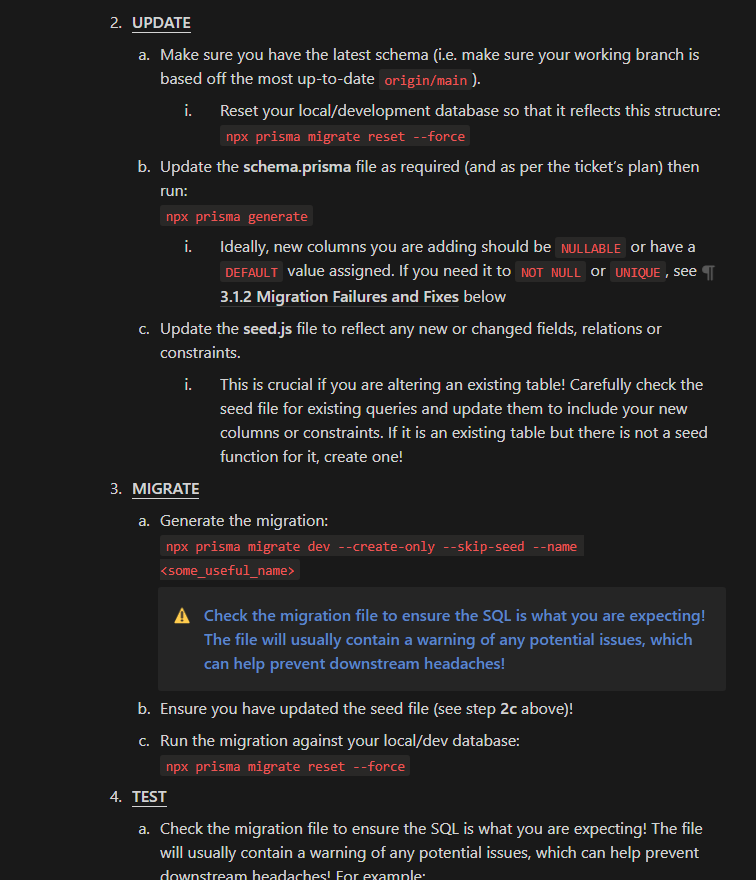 2. UPDATE
a. Make sure you have the latest schema (i.e. make sure your working branch is
based off the most up-to-date origin/main ).
i. Reset your local/development database so that it reflects this structure:
npx prisma migrate reset --force
b. Update the schema.prisma file as required (and as per the ticket’s plan) then
run:
npx prisma generate
i. Ideally, new columns you are adding should be NULLABLE or have a
DEFAULT value assigned. If you need it to NOT NULL or UNIQUE , see ¶
3.1.2 Migration Failures and Fixes below
c. Update the seed.js file to reflect any new or changed fields, relations or
constraints.
i. This is crucial if you are altering an existing table! Carefully check the
seed file for existing queries and update them to include your new
columns or constraints. If it is an existing table but there is not a seed
function for it, create one!
3. MIGRATE
a. Generate the migration:
npx prisma migrate dev --create-only --skip-seed --name
<some_useful_name>
⚠️ Check the migration file to ensure the SQL is what you are expecting!
The file will usually contain a warning of any potential issues, which
can help prevent downstream headaches!
b. Ensure you have updated the seed file (see step 2c above)!
c. Run the migration against your local/dev database:
npx prisma migrate reset --force
4. TEST
a. Check the migration file to ensure the SQL is what you are expecting! The file
will usually contain a warning of any potential issues, which can help prevent
downstream headaches! For example: